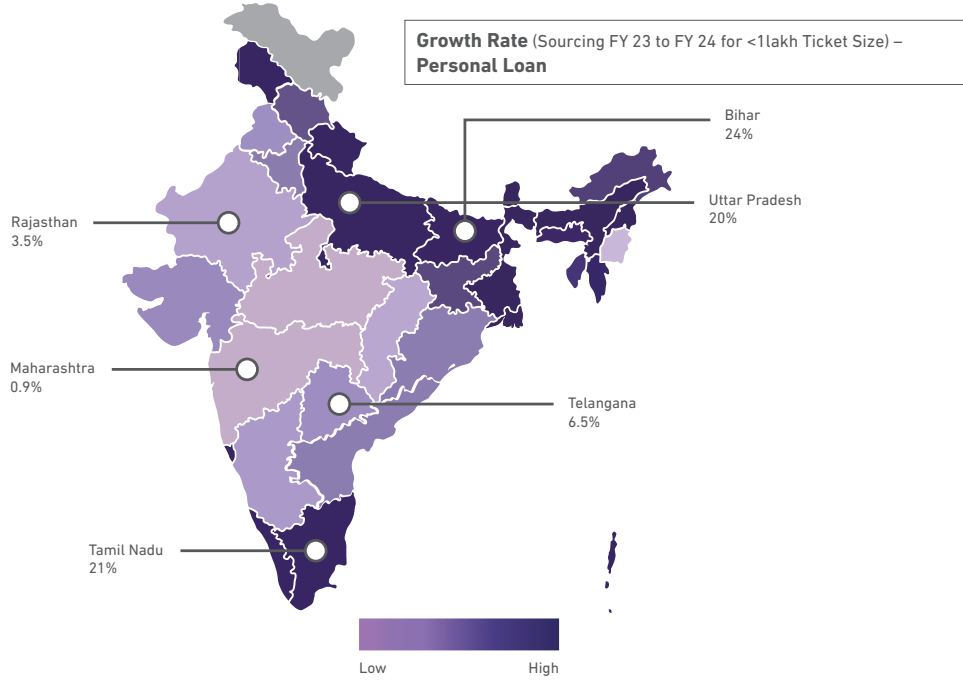 Growth Rate (Sourcing FY 23 to FY 24 for <1lakh Ticket Size) –
Personal Loan
Bihar
24%
Uttar Pradesh
20%
Rajasthan
3.5%
Maharashtra
0.9%
Telangana
6.5%
Tamil Nadu
21%
Low High